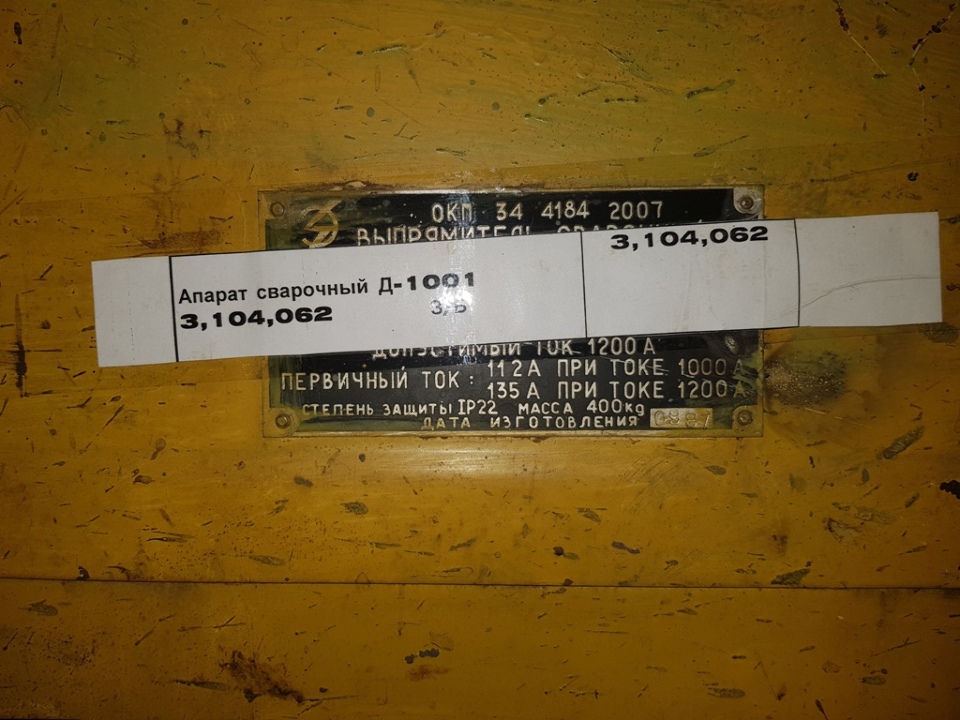 ОКП 34 4184 2007
ВЫПРЯМИТЕЛЬ
3,104,062
Апарат сварочный Д-1001
3,104,062 З/Б
ДОПУСТИМЫЙ ТОК 1200 А
ПЕРВИЧНЫЙ ТОК: 112 А ПРИ ТОКЕ 1000 А
135 А ПРИ ТОКЕ 1200 А
СТЕПЕНЬ ЗАЩИТЫ IP22 МАССА 400kg
ДАТА ИЗГОТОВЛЕНИЯ